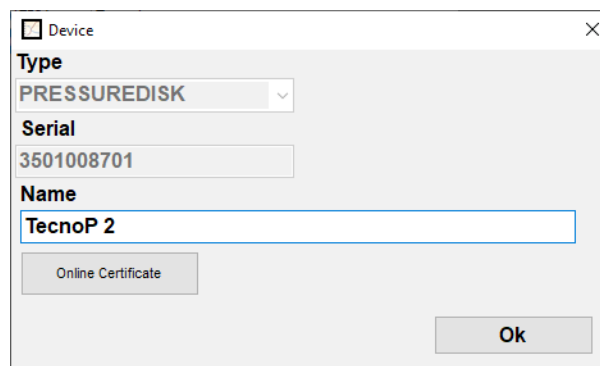 Device
Type
PRESSUREDISK
Serial
3501008701
Name
TecnoP 2
Online Certificate
Ok